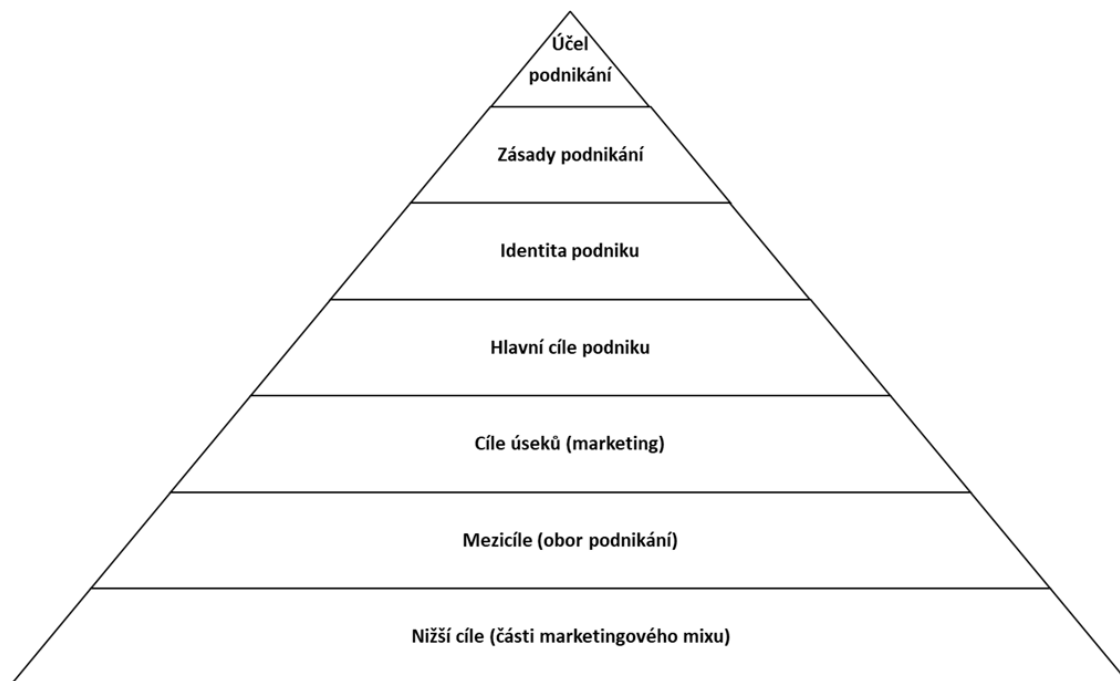 Účel
podnikání
Zásady podnikání
Identita podniku
Hlavní cíle podniku
Cíle úseků (marketing)
Mezicíle (obor podnikání)
Nižší cíle (části marketingového mixu)